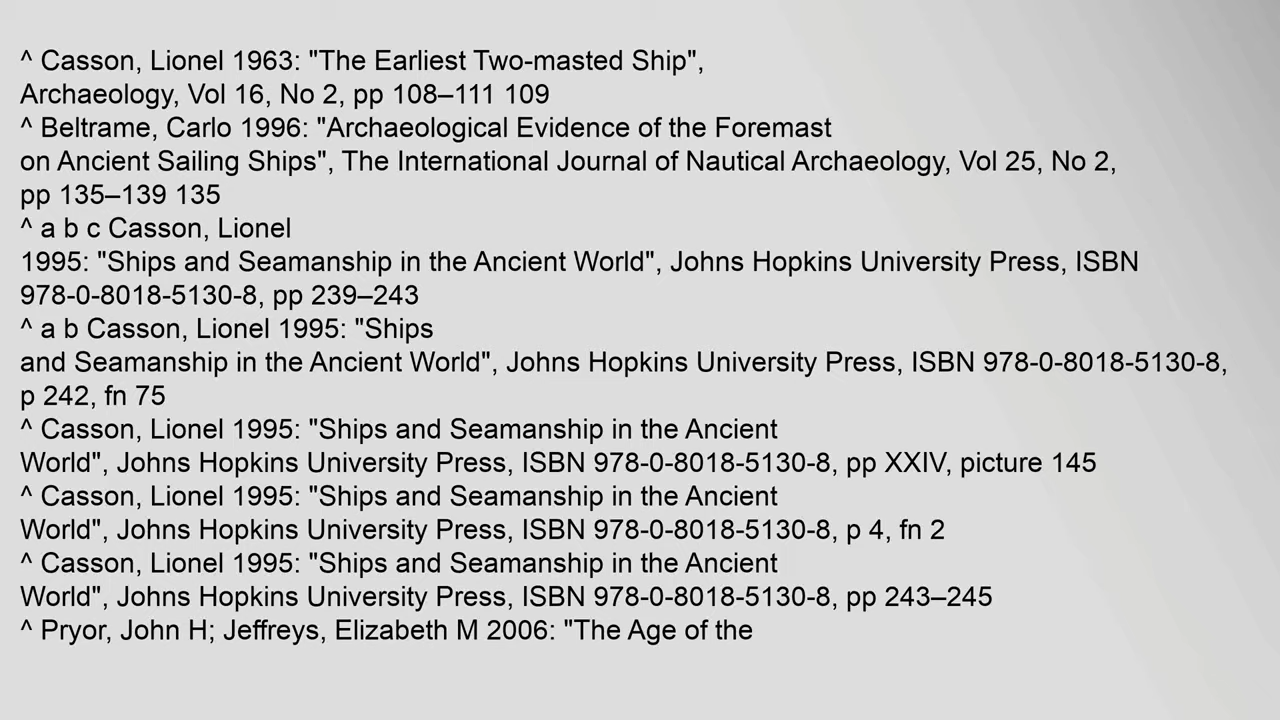 ^ Casson, Lionel 1963: "The Earliest Two-masted Ship",
Archaeology, Vol 16, No 2, pp 108–111 109
^ Beltrame, Carlo 1996: "Archaeological Evidence of the Foremast
on Ancient Sailing Ships", The International Journal of Nautical Archaeology, Vol 25, No 2,
pp 135–139 135
^ a b c Casson, Lionel
1995: "Ships and Seamanship in the Ancient World", Johns Hopkins University Press, ISBN
978-0-8018-5130-8, pp 239–243
^ a b Casson, Lionel 1995: "Ships
and Seamanship in the Ancient World", Johns Hopkins University Press, ISBN 978-0-8018-5130-8,
p 242, fn 75
^ Casson, Lionel 1995: "Ships and Seamanship in the Ancient
World", Johns Hopkins University Press, ISBN 978-0-8018-5130-8, pp XXIV, picture 145
^ Casson, Lionel 1995: "Ships and Seamanship in the Ancient
World", Johns Hopkins University Press, ISBN 978-0-8018-5130-8, p 4, fn 2
^ Casson, Lionel 1995: "Ships and Seamanship in the Ancient
World", Johns Hopkins University Press, ISBN 978-0-8018-5130-8, pp 243–245
^ Pryor, John H; Jeffreys, Elizabeth M 2006: "The Age of the